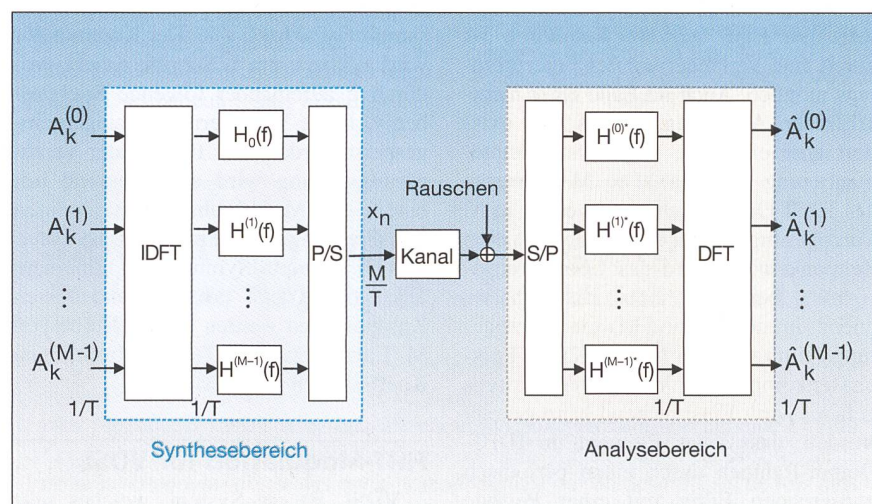 A_k^(0)
A_k^(1)
⋮
A_k^(M-1)
1/T
IDFT
1/T
H₀(f)
H^(1)(f)
⋮
H^(M-1)(f)
P/S
x_n
M/T
Kanal
Rauschen
⊕
S/P
H^(0)*(f)
H^(1)*(f)
⋮
H^(M-1)*(f)
1/T
DFT
Â_k^(0)
Â_k^(1)
⋮
Â_k^(M-1)
1/T
Synthesebereich
Analysebereich